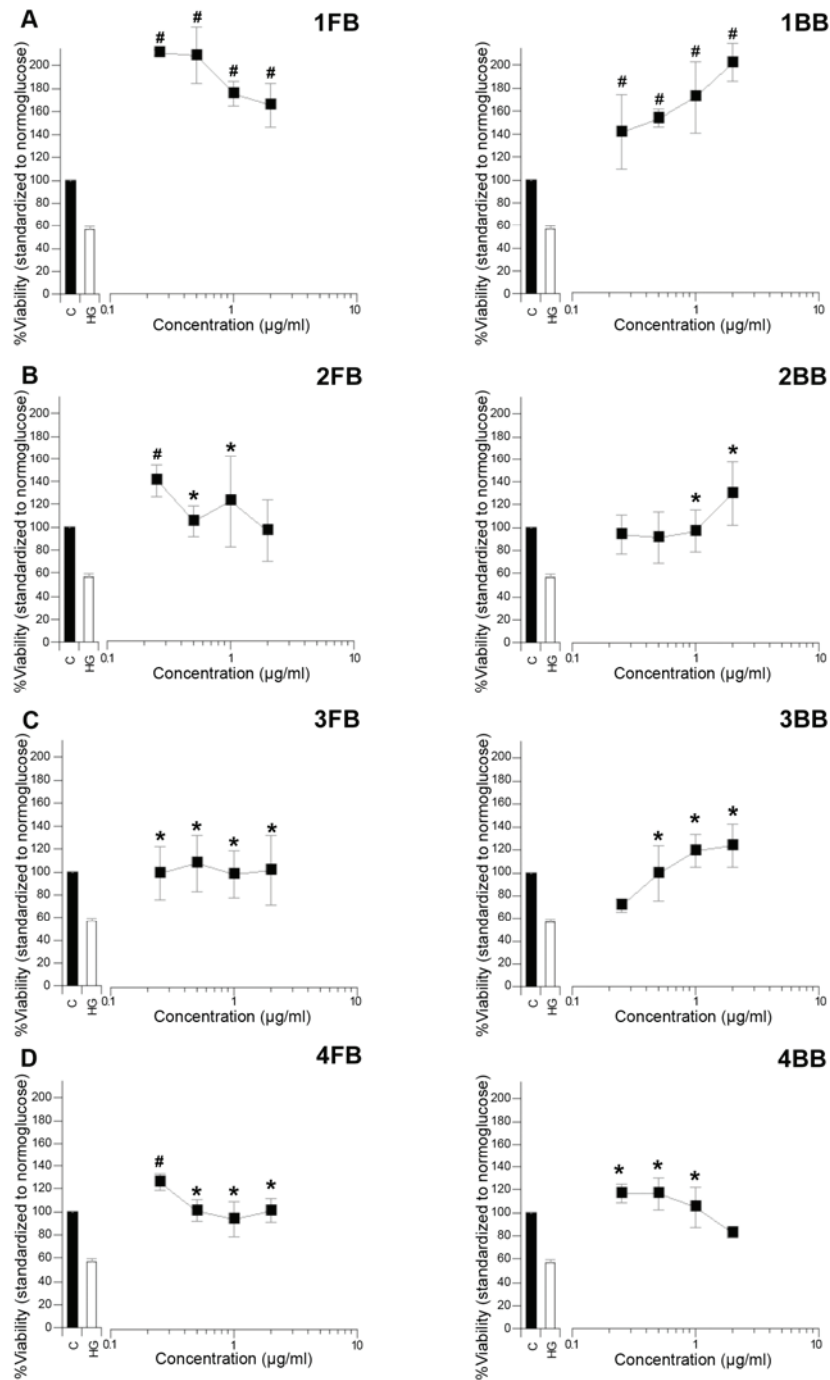 A
1FB
1BB
%Viability (standardized to normoglucose)
200
180
160
140
120
100
80
60
40
20
0
# # # #
C HG 0.1 1 10
Concentration (µg/ml)
%Viability (standardized to normoglucose)
200
180
160
140
120
100
80
60
40
20
0
# # # #
C HG 0.1 1 10
Concentration (µg/ml)
B
2FB
2BB
%Viability (standardized to normoglucose)
200
180
160
140
120
100
80
60
40
20
0
# * *
C HG 0.1 1 10
Concentration (µg/ml)
%Viability (standardized to normoglucose)
200
180
160
140
120
100
80
60
40
20
0
* *
C HG 0.1 1 10
Concentration (µg/ml)
C
3FB
3BB
%Viability (standardized to normoglucose)
200
180
160
140
120
100
80
60
40
20
0
* * * *
C HG 0.1 1 10
Concentration (µg/ml)
%Viability (standardized to normoglucose)
200
180
160
140
120
100
80
60
40
20
0
* * *
C HG 0.1 1 10
Concentration (µg/ml)
D
4FB
4BB
%Viability (standardized to normoglucose)
200
180
160
140
120
100
80
60
40
20
0
# * * *
C HG 0.1 1 10
Concentration (µg/ml)
%Viability (standardized to normoglucose)
200
180
160
140
120
100
80
60
40
20
0
* * *
C HG 0.1 1 10
Concentration (µg/ml)